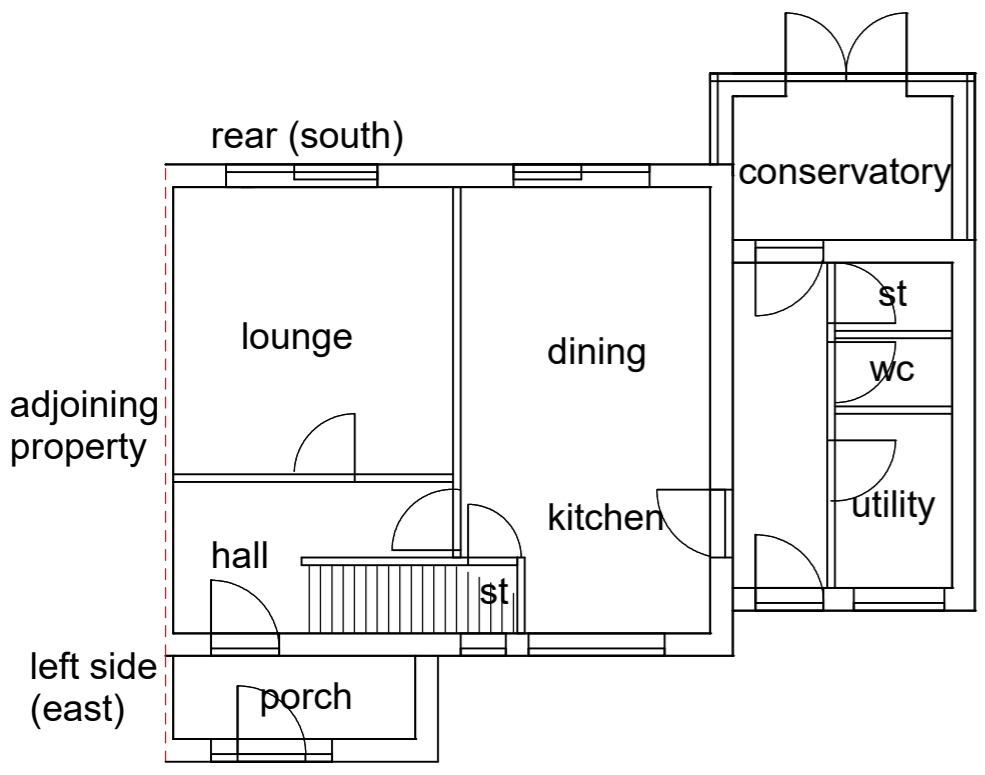 rear (south)
conservatory
st
lounge
dining
wc
adjoining
property
utility
kitchen
hall
st
left side
(east)
porch